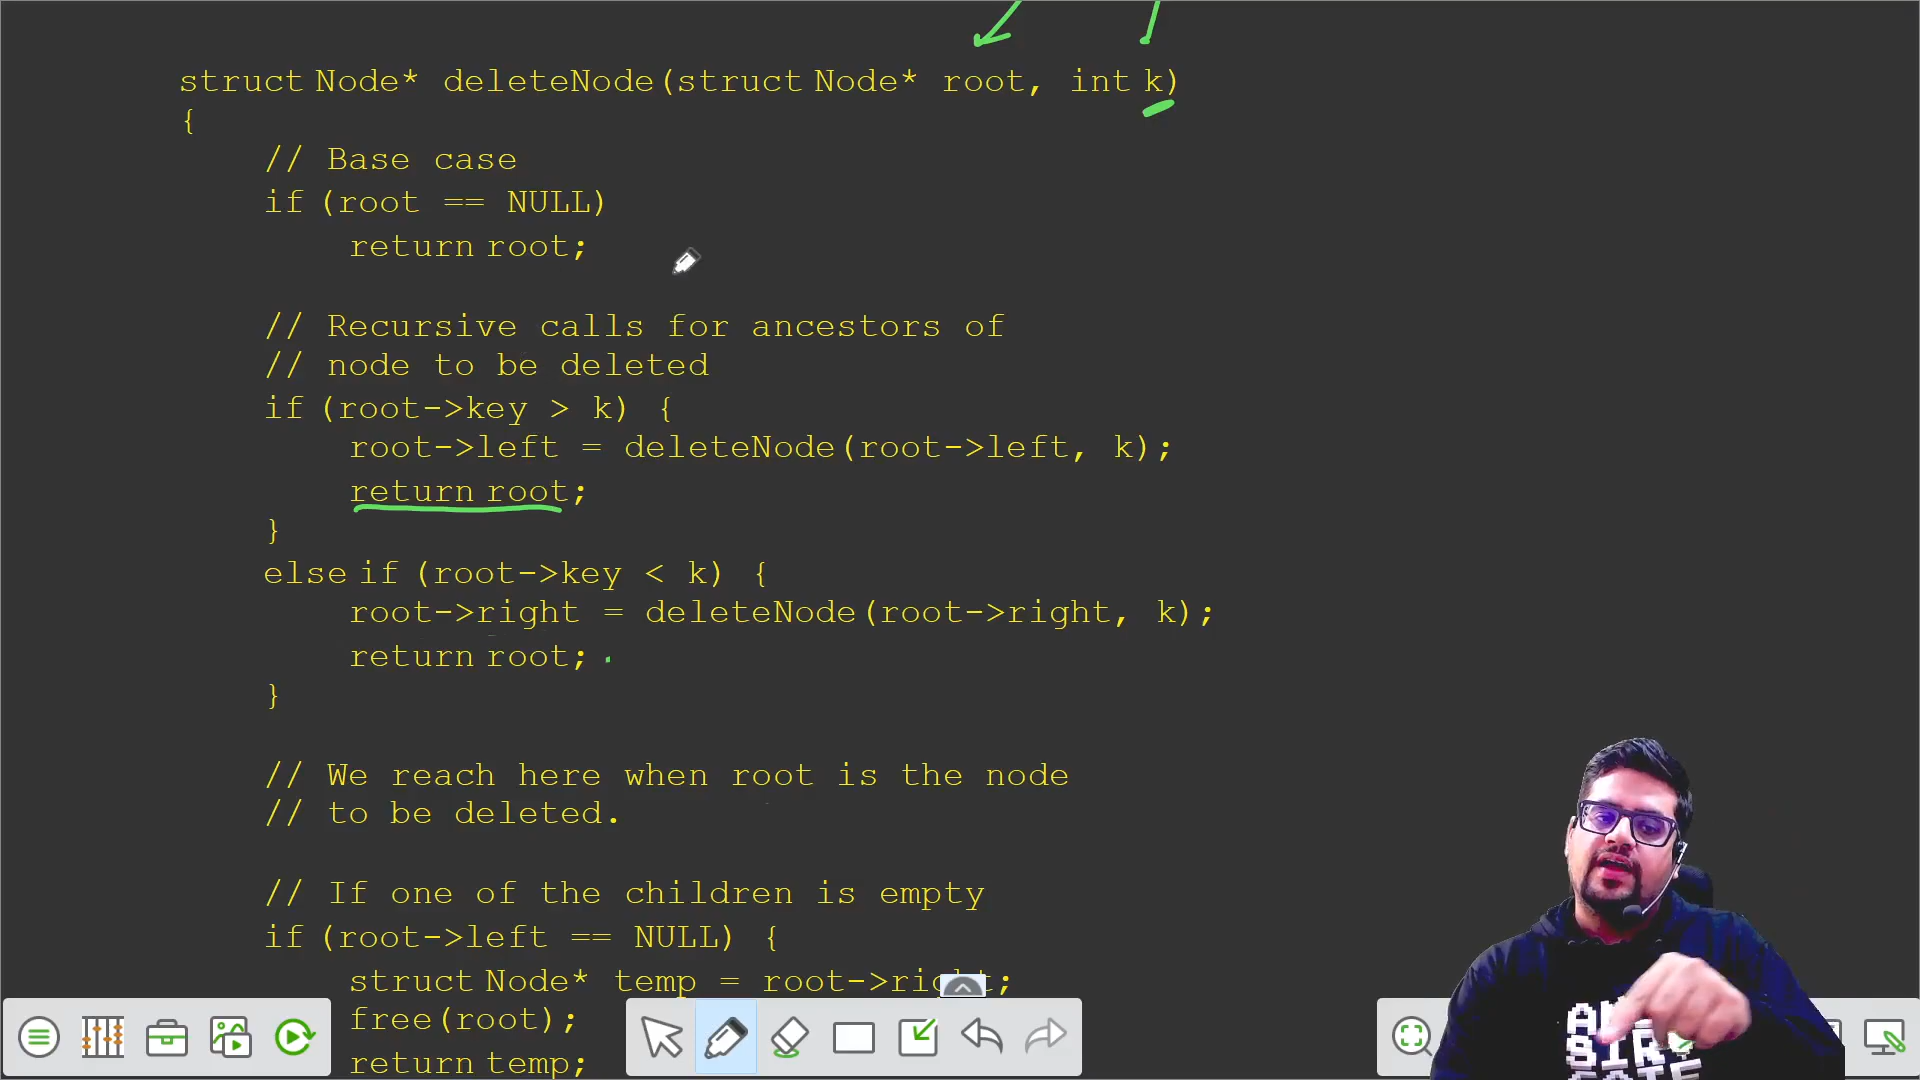 struct Node* deleteNode(struct Node* root, int k)
{
// Base case
if (root == NULL)
return root;
// Recursive calls for ancestors of
// node to be deleted
if (root->key > k) {
root->left = deleteNode(root->left, k);
return root;
}
else if (root->key < k) {
root->right = deleteNode(root->right, k);
return root;
}
// We reach here when root is the node
// to be deleted.
// If one of the children is empty
if (root->left == NULL) {
struct Node* temp = root->right;
free(root);
return temp;